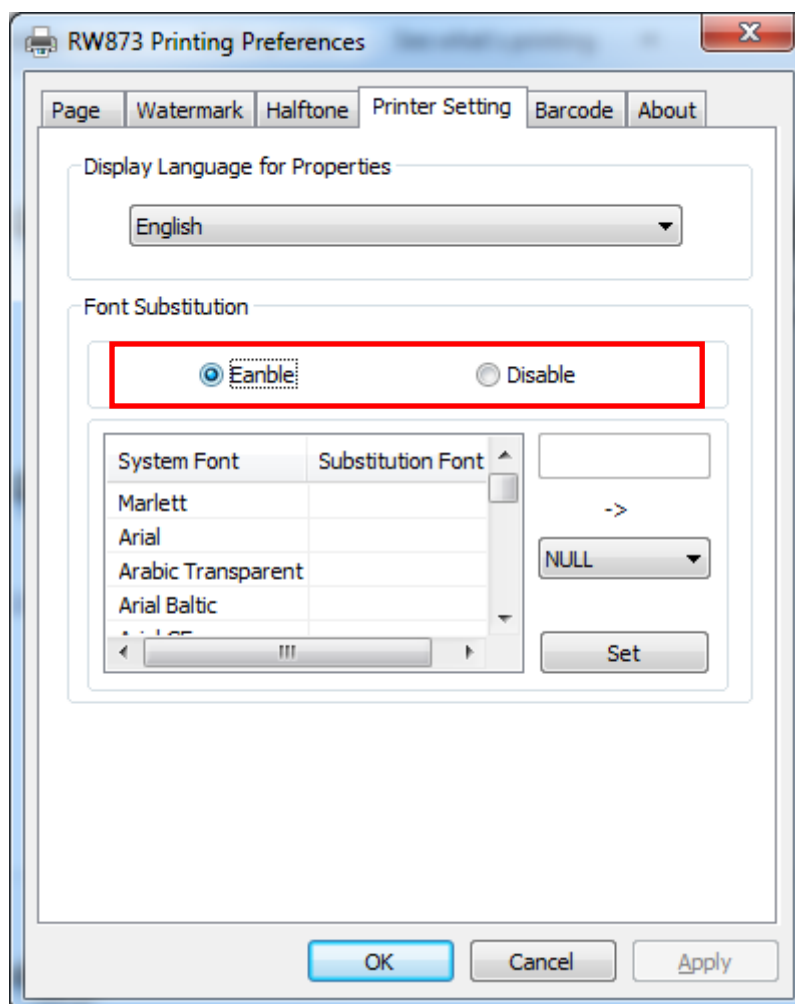 RW873 Printing Preferences
Page Watermark Halftone Printer Setting Barcode About
Display Language for Properties
English
Font Substitution
Eanble Disable
System Font Substitution Font
Marlett
Arial
Arabic Transparent
Arial Baltic
->
NULL
Set
OK Cancel Apply